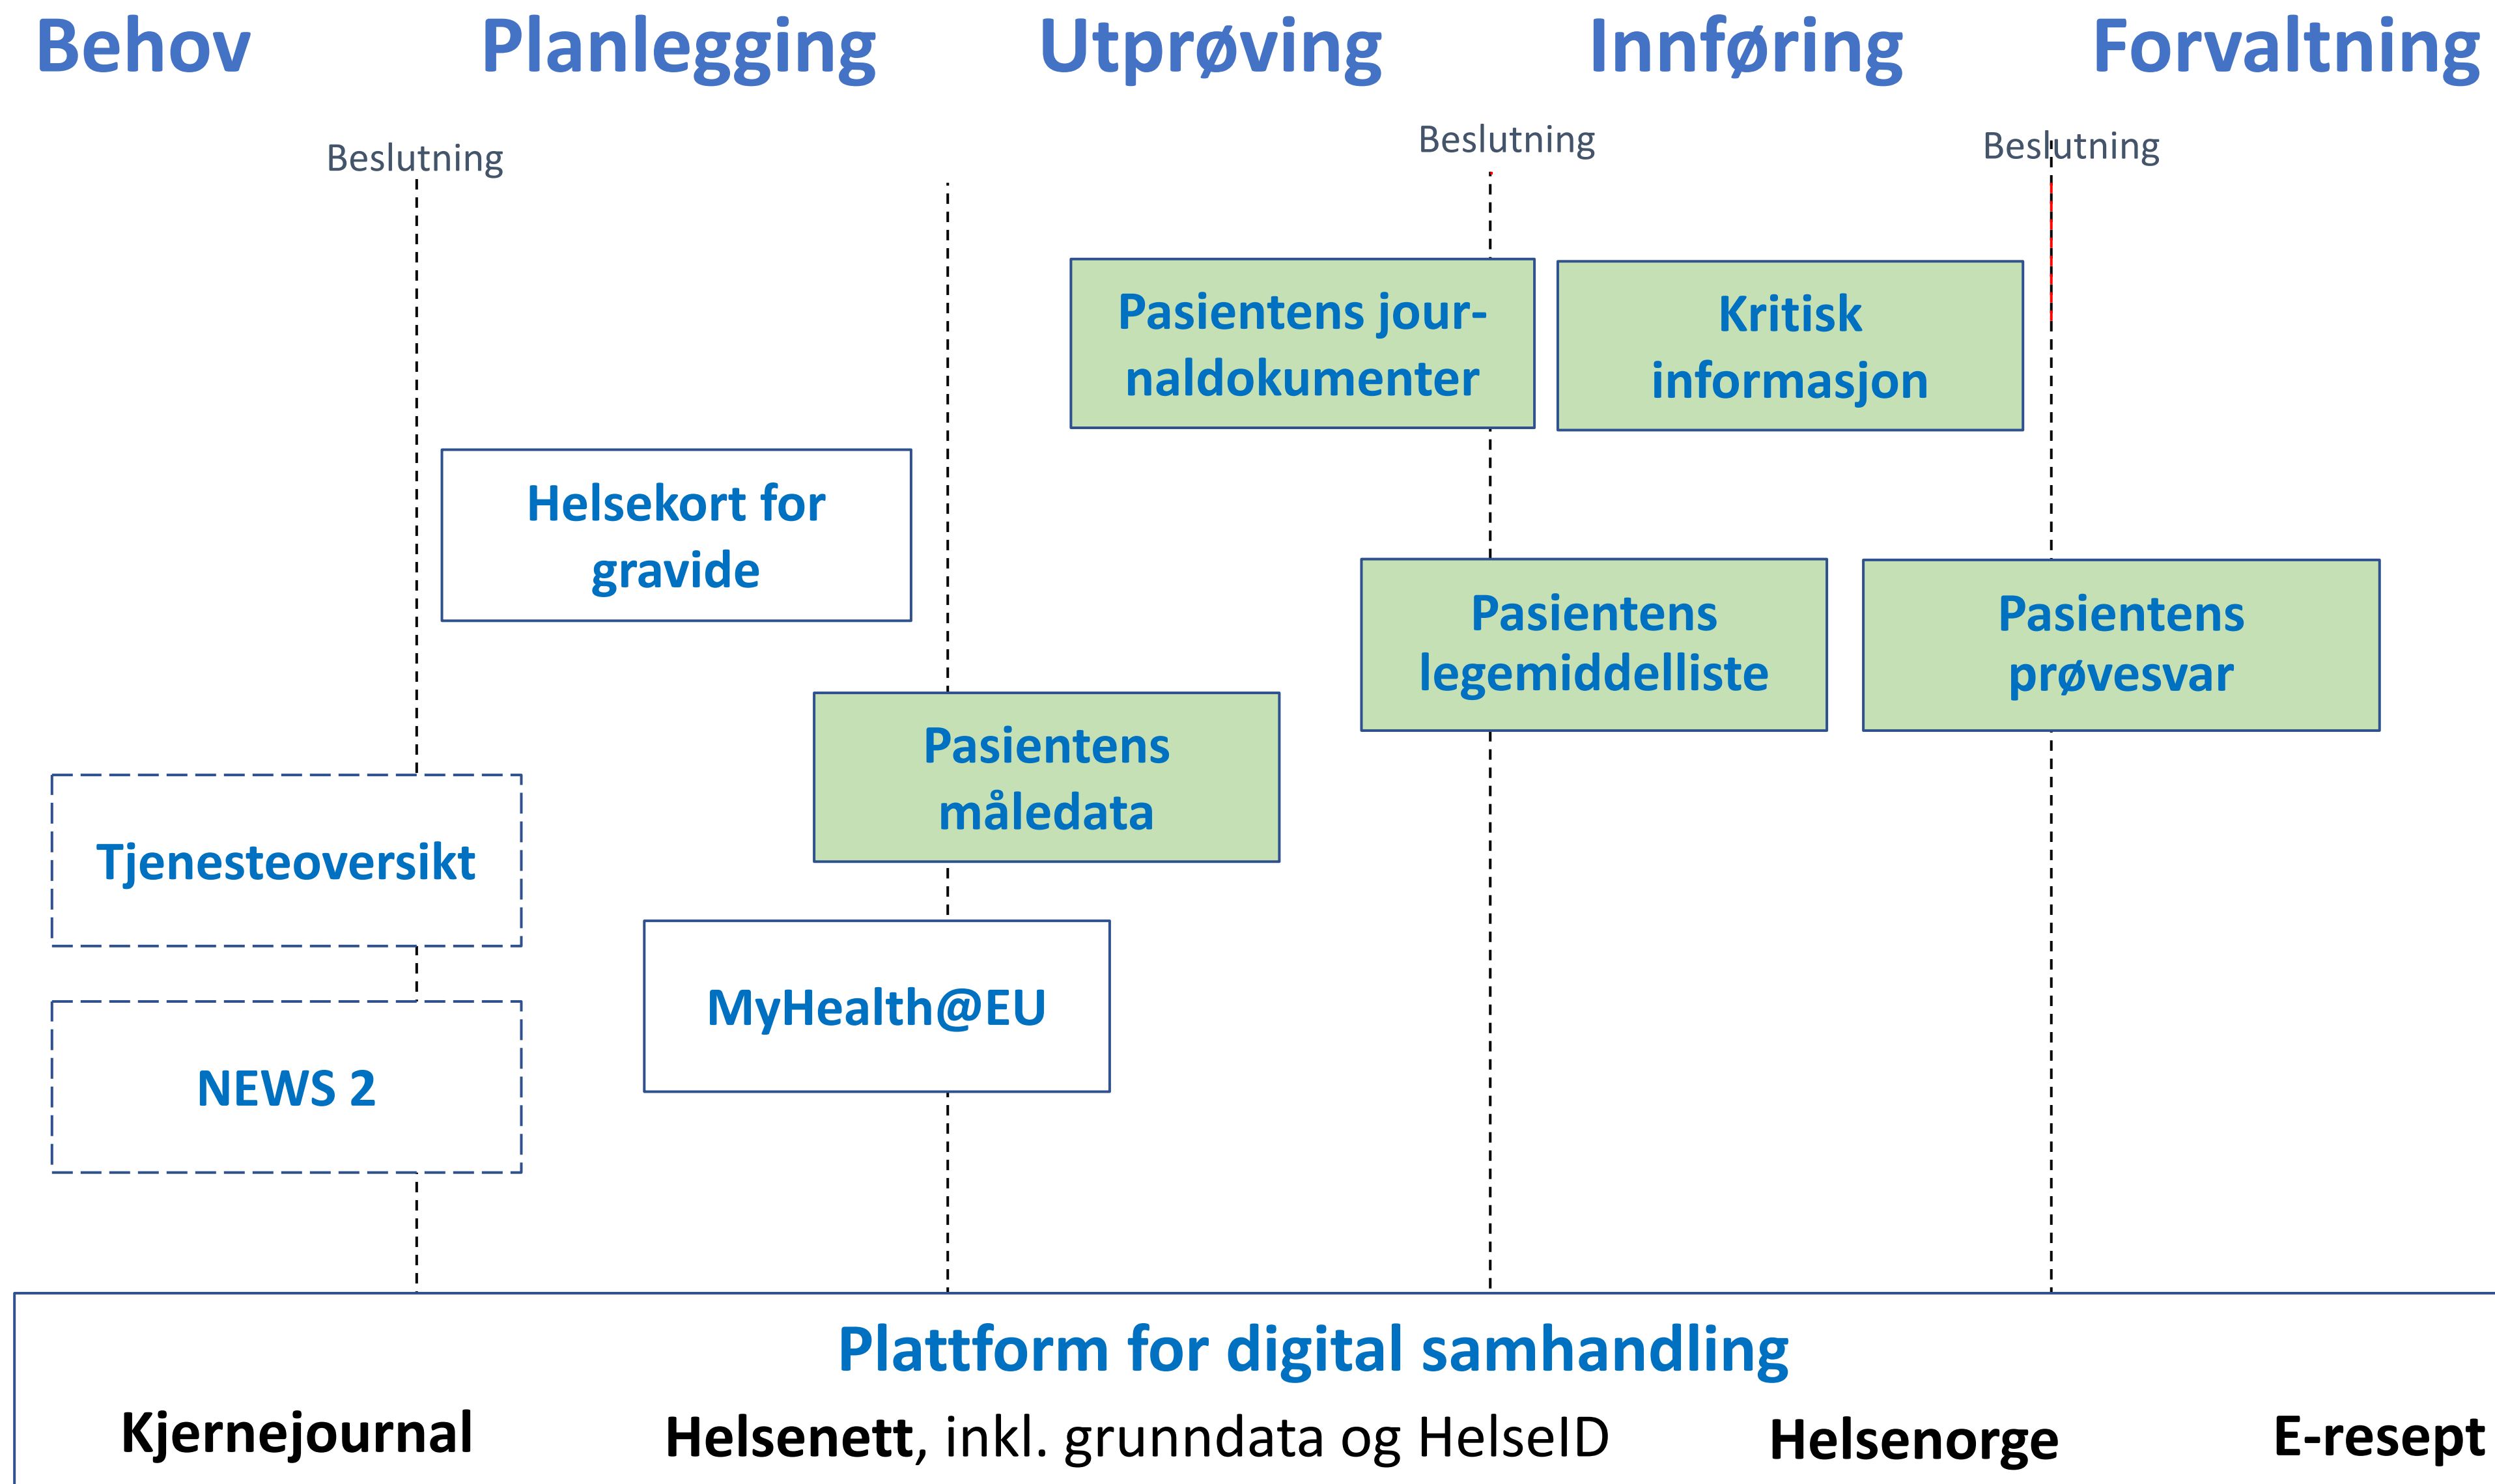 Behov Planlegging Utprøving Innføring Forvaltning
Beslutning Beslutning Beslutning
Pasientens jour-
naldokumenter
Kritisk
informasjon
Helsekort for
gravide
Pasientens
legemiddelliste
Pasientens
prøvesvar
Pasientens
måledata
Tjenesteoversikt
MyHealth@EU
NEWS 2
Plattform for digital samhandling
Kjernejournal Helsenett, inkl. grunndata og HelseID Helsenorge E-resept